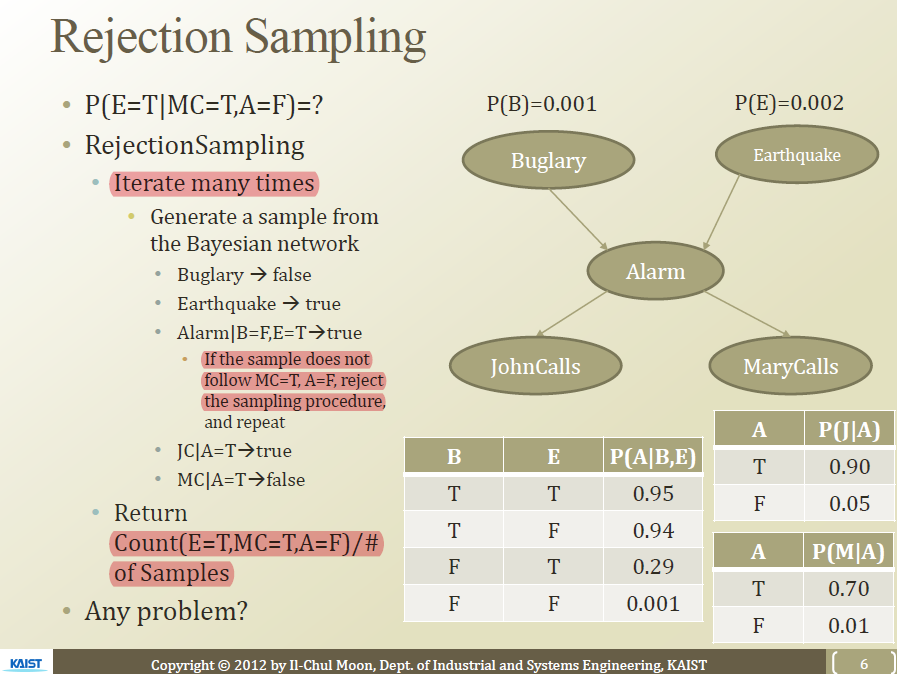 Rejection Sampling
• P(E=T|MC=T,A=F)=?
• RejectionSampling
• Iterate many times
• Generate a sample from
the Bayesian network
• Buglary → false
• Earthquake → true
• Alarm|B=F,E=T→true
• If the sample does not
follow MC=T, A=F, reject
the sampling procedure,
and repeat
• JC|A=T→true
• MC|A=T→false
• Return
Count(E=T,MC=T,A=F)/#
of Samples
• Any problem?
P(B)=0.001
P(E)=0.002
Buglary
Earthquake
Alarm
JohnCalls
MaryCalls
B E P(A|B,E)
T T 0.95
T F 0.94
F T 0.29
F F 0.001
A P(J|A)
T 0.90
F 0.05
A P(M|A)
T 0.70
F 0.01
KAIST
Copyright © 2012 by Il-Chul Moon, Dept. of Industrial and Systems Engineering, KAIST
6